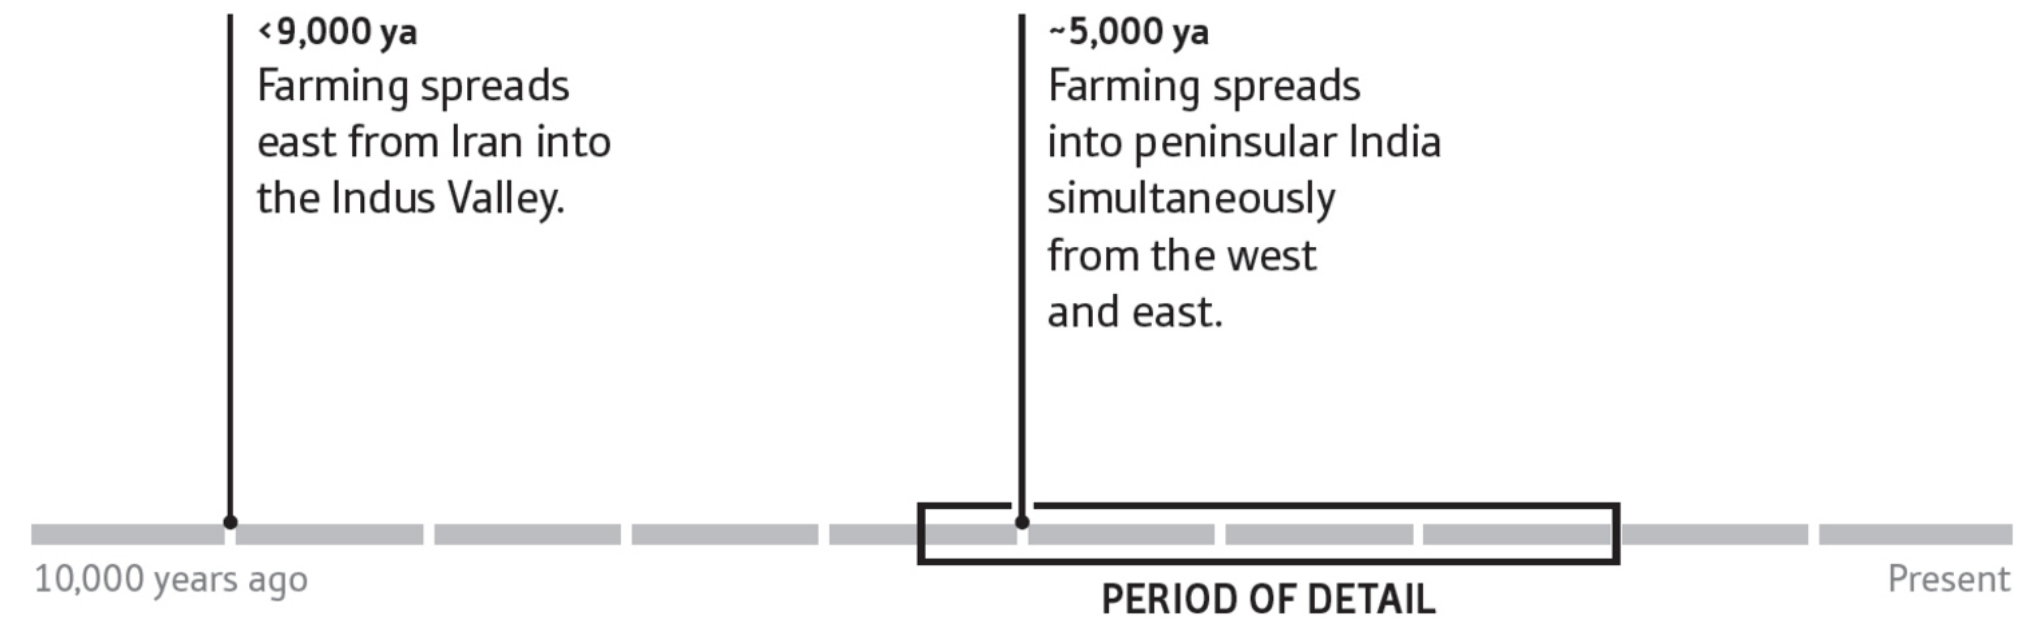 <9,000 ya
Farming spreads
east from Iran into
the Indus Valley.
~5,000 ya
Farming spreads
into peninsular India
simultaneously
from the west
and east.
10,000 years ago
PERIOD OF DETAIL
Present